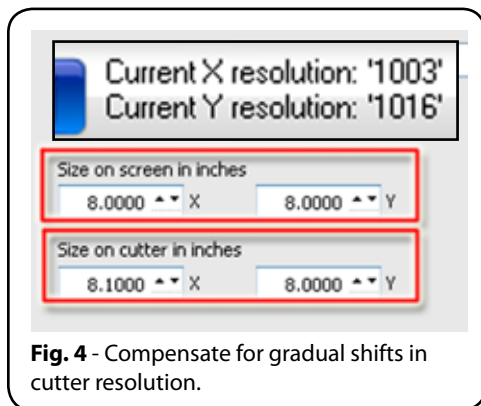 Current X resolution: '1003'
Current Y resolution: '1016'
Size on screen in inches
8.0000 X 8.0000 Y
Size on cutter in inches
8.1000 X 8.0000 Y
Fig. 4 - Compensate for gradual shifts in
cutter resolution.